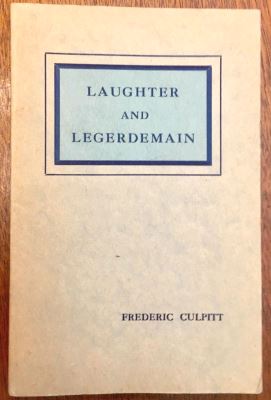 LAUGHTER
AND
LEGERDEMAIN
FREDERIC CULPITT